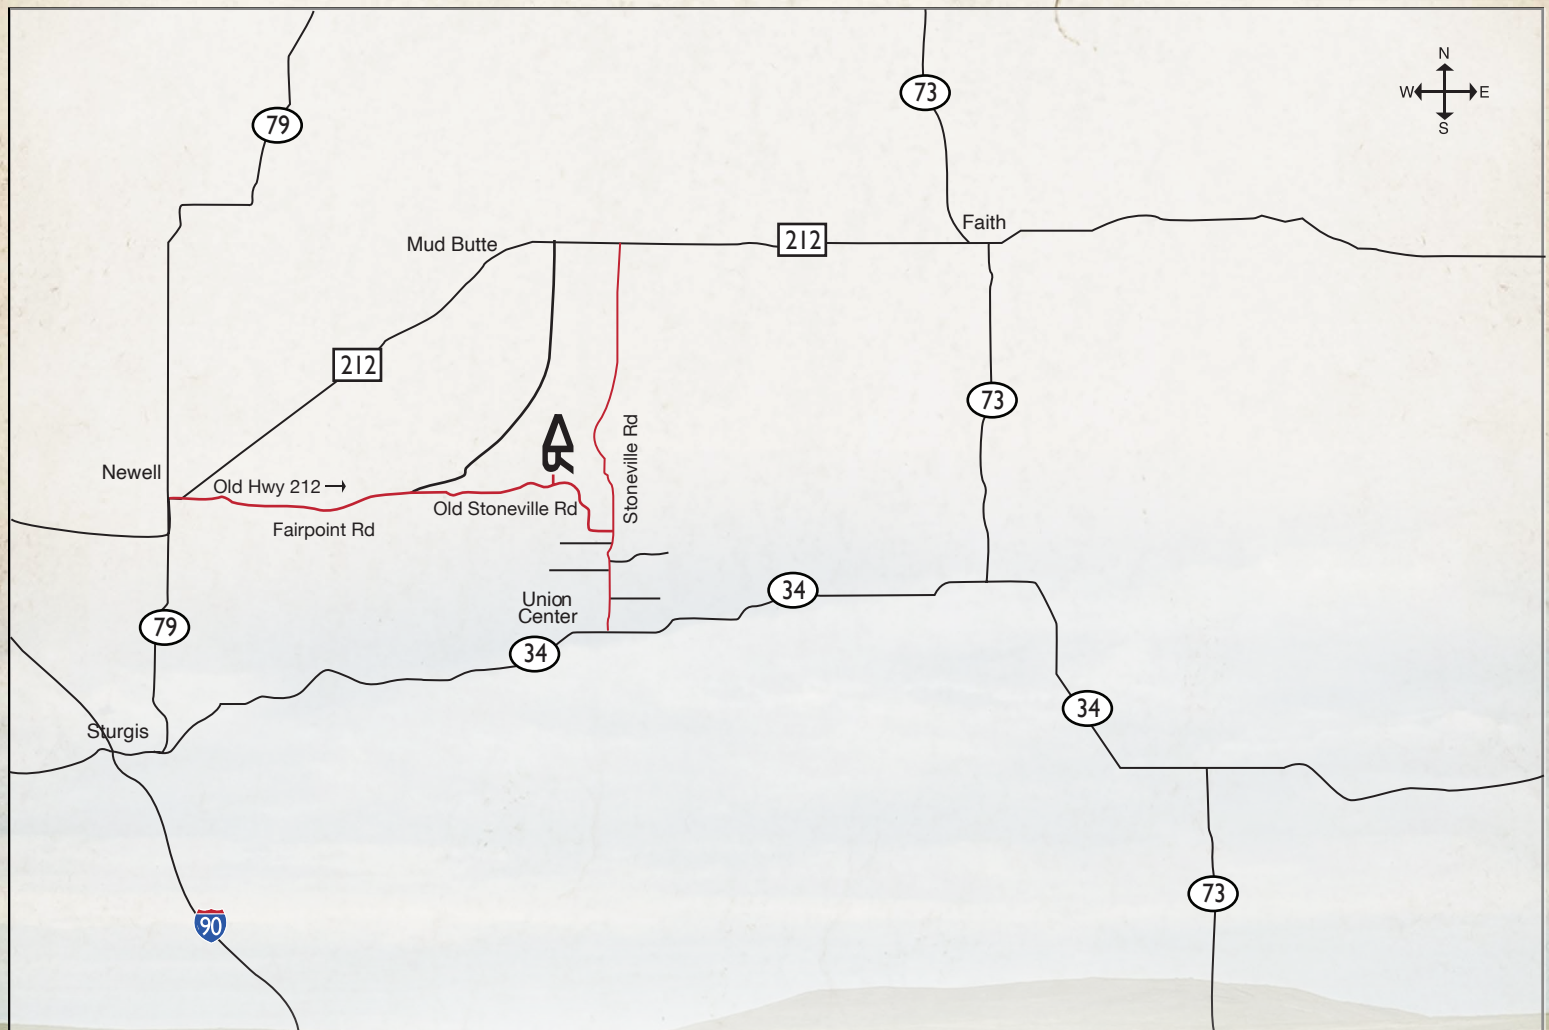 N
W E
S
79
73
Faith
Mud Butte
212
212
73
Newell
Old Hwy 212
Stoneville Rd
Old Stoneville Rd
Fairpoint Rd
Union
Center
34
34
79
34
Sturgis
73
90